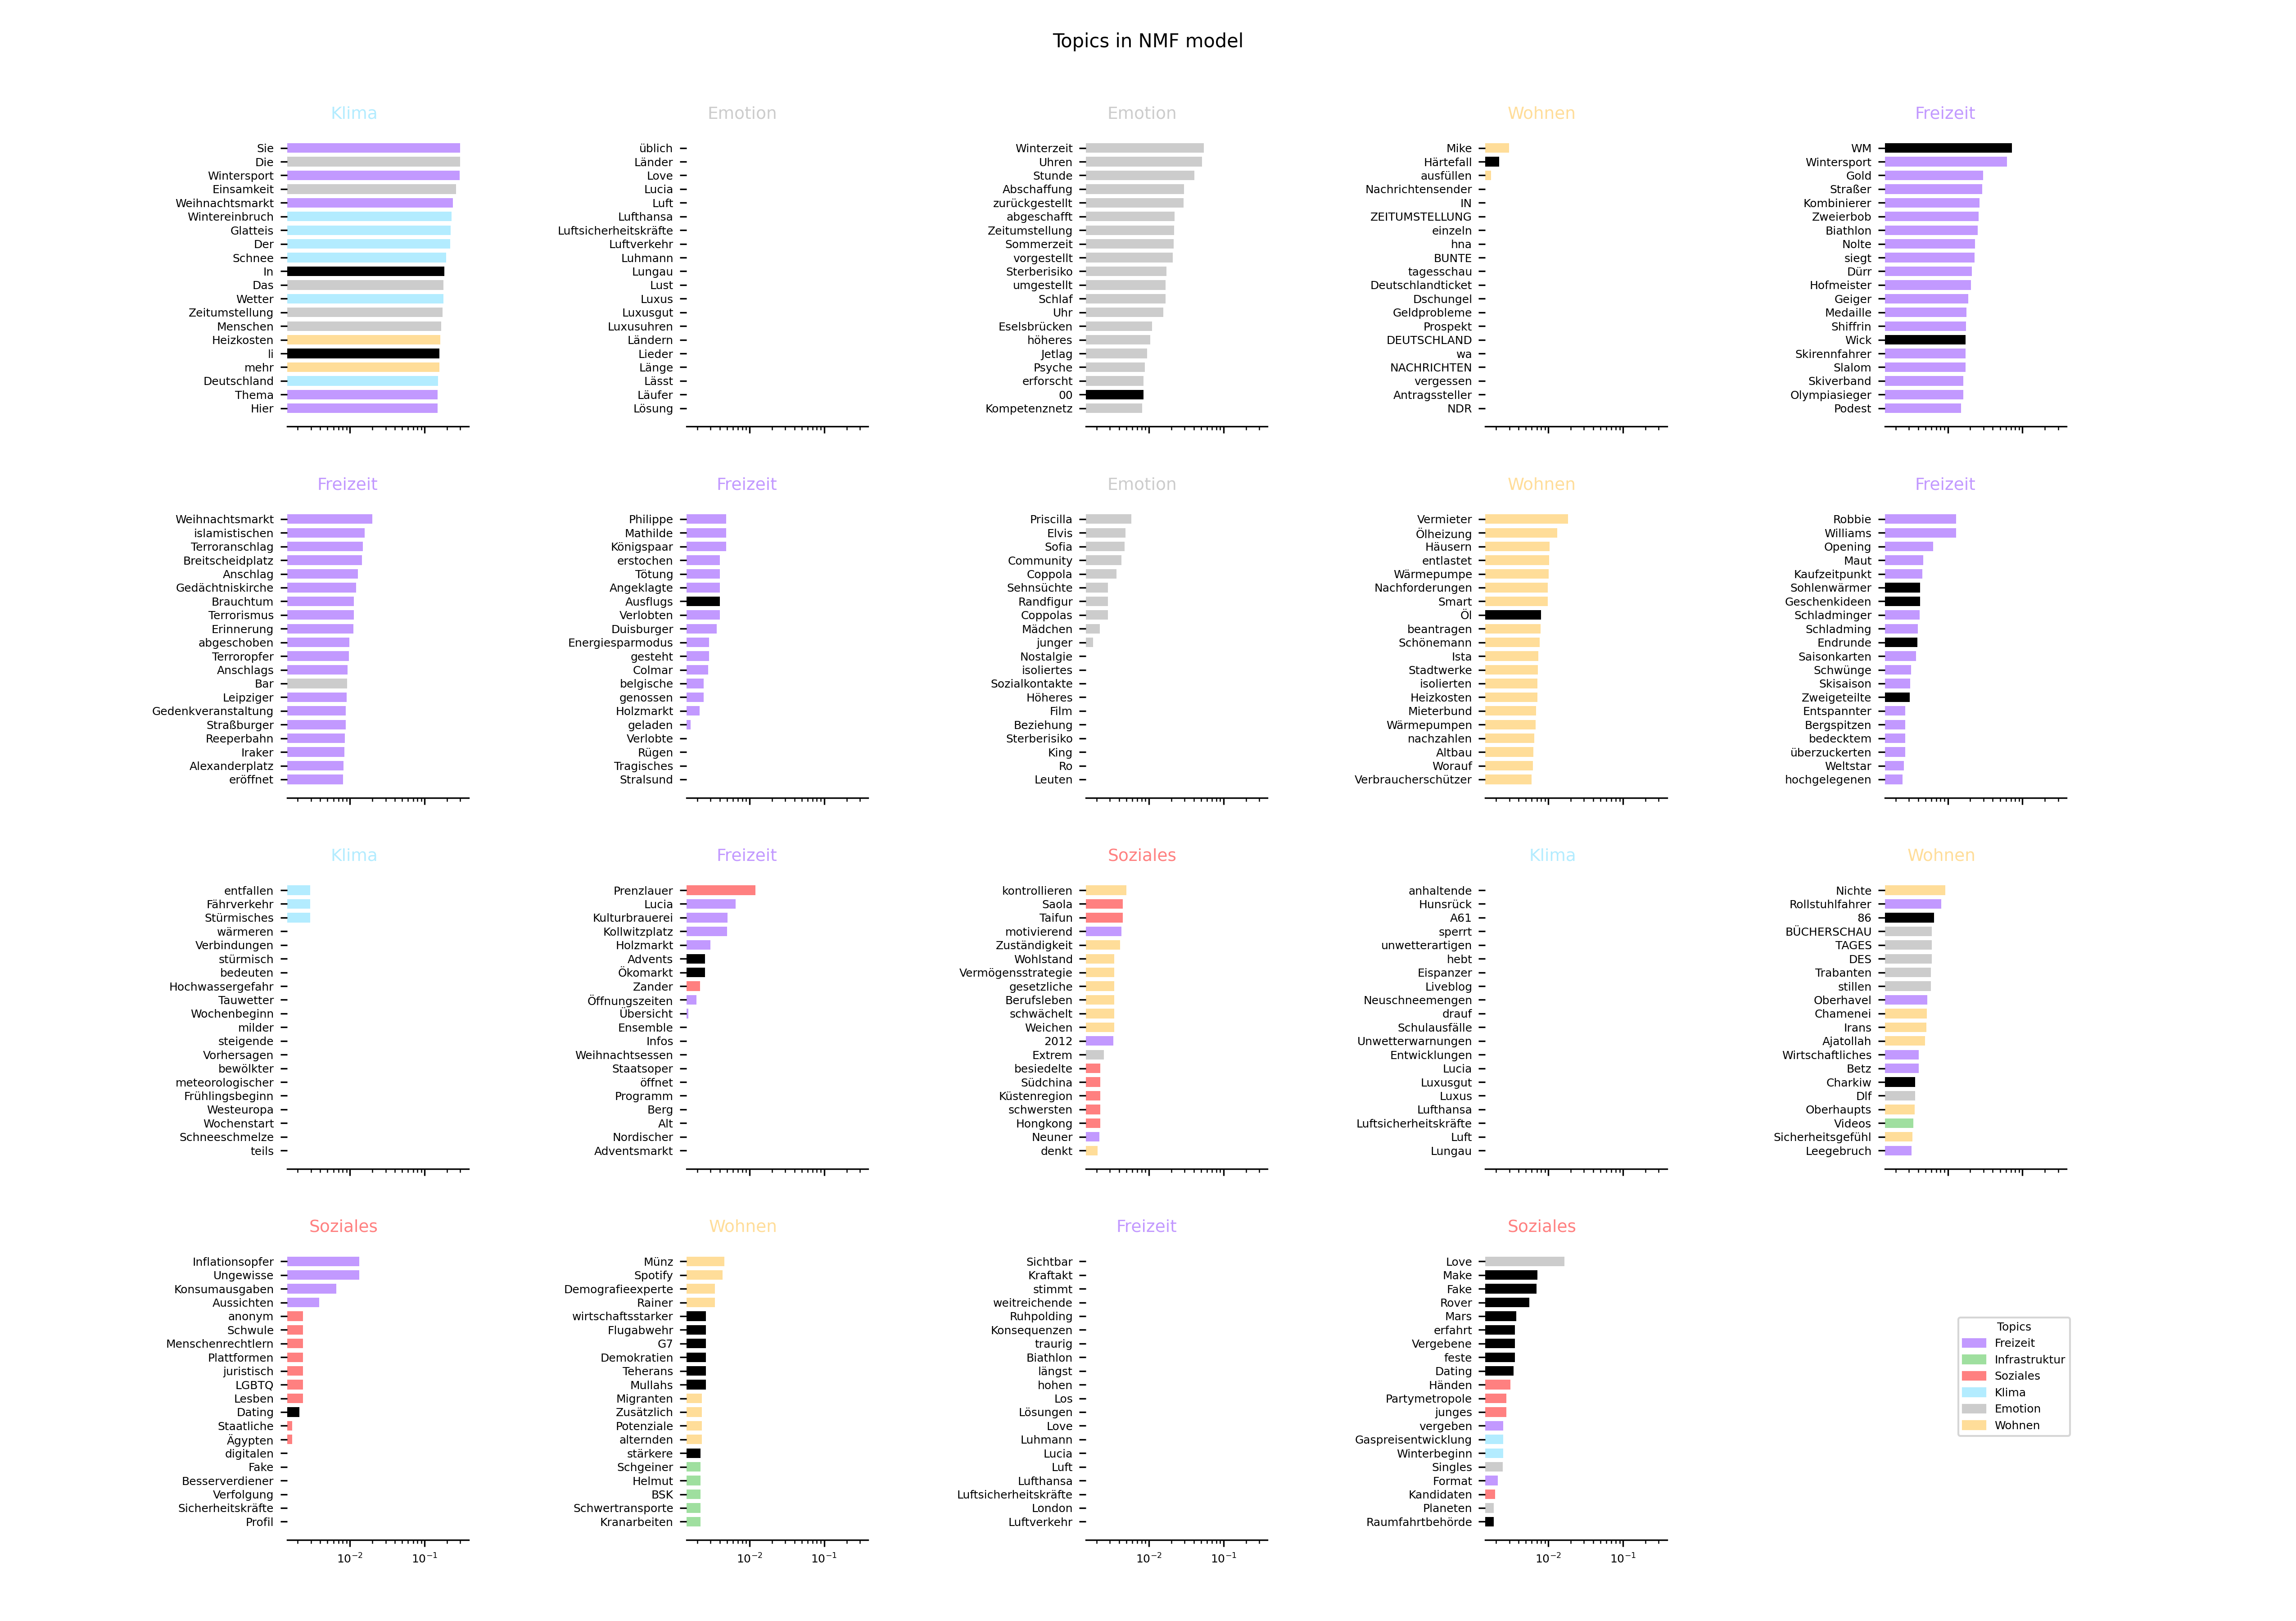 Topics in NMF model
Klima
Sie
Die
Wintersport
Einsamkeit
Weihnachtsmarkt
Wintereinbruch
Glatteis
Der
Schnee
In
Das
Wetter
Zeitumstellung
Menschen
Heizkosten
li
mehr
Deutschland
Thema
Hier
Emotion
üblich
Länder
Love
Lucia
Luft
Lufthansa
Luftsicherheitskräfte
Luftverkehr
Luhmann
Lungau
Lust
Luxus
Luxusgut
Luxusuhren
Ländern
Lieder
Länge
Lässt
Läufer
Lösung
Emotion
Winterzeit
Uhren
Stunde
Abschaffung
zurückgestellt
abgeschafft
Zeitumstellung
Sommerzeit
vorgestellt
Sterberisiko
umgestellt
Schlaf
Uhr
Eselsbrücken
höheres
Jetlag
Psyche
erforscht
00
Kompetenznetz
Wohnen
Mike
Härtefall
ausfüllen
Nachrichtensender
IN
ZEITUMSTELLUNG
einzeln
hna
BUNTE
tagesschau
Deutschlandticket
Dschungel
Geldprobleme
Prospekt
DEUTSCHLAND
wa
NACHRICHTEN
vergessen
Antragssteller
NDR
Freizeit
WM
Wintersport
Gold
Straßer
Kombinierer
Zweierbob
Biathlon
Nolte
siegt
Dürr
Hofmeister
Geiger
Medaille
Shiffrin
Wick
Skirennfahrer
Slalom
Skiverband
Olympiasieger
Podest
Freizeit
Weihnachtsmarkt
islamistischen
Terroranschlag
Breitscheidplatz
Anschlag
Gedächtniskirche
Brauchtum
Terrorismus
Erinnerung
abgeschoben
Terroropfer
Anschlags
Bar
Leipziger
Gedenkveranstaltung
Straßburger
Reeperbahn
Iraker
Alexanderplatz
eröffnet
Freizeit
Philippe
Mathilde
Königspaar
erstochen
Tötung
Angeklagte
Ausflugs
Verlobten
Duisburger
Energiesparmodus
gesteht
Colmar
belgische
genossen
Holzmarkt
geladen
Verlobte
Rügen
Tragisches
Stralsund
Emotion
Priscilla
Elvis
Sofia
Community
Coppola
Sehnsüchte
Randfigur
Coppolas
Mädchen
junger
Nostalgie
isoliertes
Sozialkontakte
Höheres
Film
Beziehung
Sterberisiko
King
Ro
Leuten
Wohnen
Vermieter
Ölheizung
Häusern
entlastet
Wärmepumpe
Nachforderungen
Smart
Öl
beantragen
Schönemann
Ista
Stadtwerke
isolierten
Heizkosten
Mieterbund
Wärmepumpen
nachzahlen
Altbau
Worauf
Verbraucherschützer
Freizeit
Robbie
Williams
Opening
Maut
Kaufzeitpunkt
Sohlenwärmer
Geschenkideen
Schladminger
Schladming
Endrunde
Saisonkarten
Schwünge
Skisaison
Zweigeteilte
Entspannter
Bergspitzen
bedecktem
überzuckerten
Weltstar
hochgelegenen
Klima
entfallen
Fährverkehr
Stürmisches
wärmeren
Verbindungen
stürmisch
bedeuten
Hochwassergefahr
Tauwetter
Wochenbeginn
milder
steigende
Vorhersagen
bewölkter
meteorologischer
Frühlingsbeginn
Westeuropa
Wochenstart
Schneeschmelze
teils
Freizeit
Prenzlauer
Lucia
Kulturbrauerei
Kollwitzplatz
Holzmarkt
Advents
Ökomarkt
Zander
Öffnungszeiten
Übersicht
Ensemble
Infos
Weihnachtsessen
Staatsoper
öffnet
Programm
Berg
Alt
Nordischer
Adventsmarkt
Soziales
kontrollieren
Saola
Taifun
motivierend
Zuständigkeit
Wohlstand
Vermögensstrategie
gesetzliche
Berufsleben
schwächelt
Weichen
2012
Extrem
besiedelte
Südchina
Küstenregion
schwersten
Hongkong
Neuner
denkt
Klima
anhaltende
Hunsrück
A61
sperrt
unwetterartigen
hebt
Eispanzer
Liveblog
Neuschneemengen
drauf
Schulausfälle
Unwetterwarnungen
Entwicklungen
Lucia
Luxusgut
Luxus
Lufthansa
Luftsicherheitskräfte
Luft
Lungau
Wohnen
Nichte
Rollstuhlfahrer
86
BÜCHERSCHAU
TAGES
DES
Trabanten
stillen
Oberhavel
Chamenei
Irans
Ajatollah
Wirtschaftliches
Betz
Charkiw
Dlf
Oberhaupts
Videos
Sicherheitsgefühl
Leegebruch
Soziales
Inflationsopfer
Ungewisse
Konsumausgaben
Aussichten
anonym
Schwule
Menschenrechtlern
Plattformen
juristisch
LGBTQ
Lesben
Dating
Staatliche
Ägypten
digitalen
Fake
Besserverdiener
Verfolgung
Sicherheitskräfte
Profil
10⁻² 10⁻¹
Wohnen
Münz
Spotify
Demografieexperte
Rainer
wirtschaftsstarker
Flugabwehr
G7
Demokratien
Teherans
Mullahs
Migranten
Zusätzlich
Potenziale
alternden
stärkere
Schgeiner
Helmut
BSK
Schwertransporte
Kranarbeiten
10⁻² 10⁻¹
Freizeit
Sichtbar
Kraftakt
stimmt
weitreichende
Ruhpolding
Konsequenzen
traurig
Biathlon
längst
hohen
Los
Lösungen
Love
Luhmann
Lucia
Luft
Lufthansa
Luftsicherheitskräfte
London
Luftverkehr
10⁻² 10⁻¹
Soziales
Love
Make
Fake
Rover
Mars
erfahrt
Vergebene
feste
Dating
Händen
Partymetropole
junges
vergeben
Gaspreisentwicklung
Winterbeginn
Singles
Format
Kandidaten
Planeten
Raumfahrtbehörde
10⁻² 10⁻¹
Topics
Freizeit
Infrastruktur
Soziales
Klima
Emotion
Wohnen